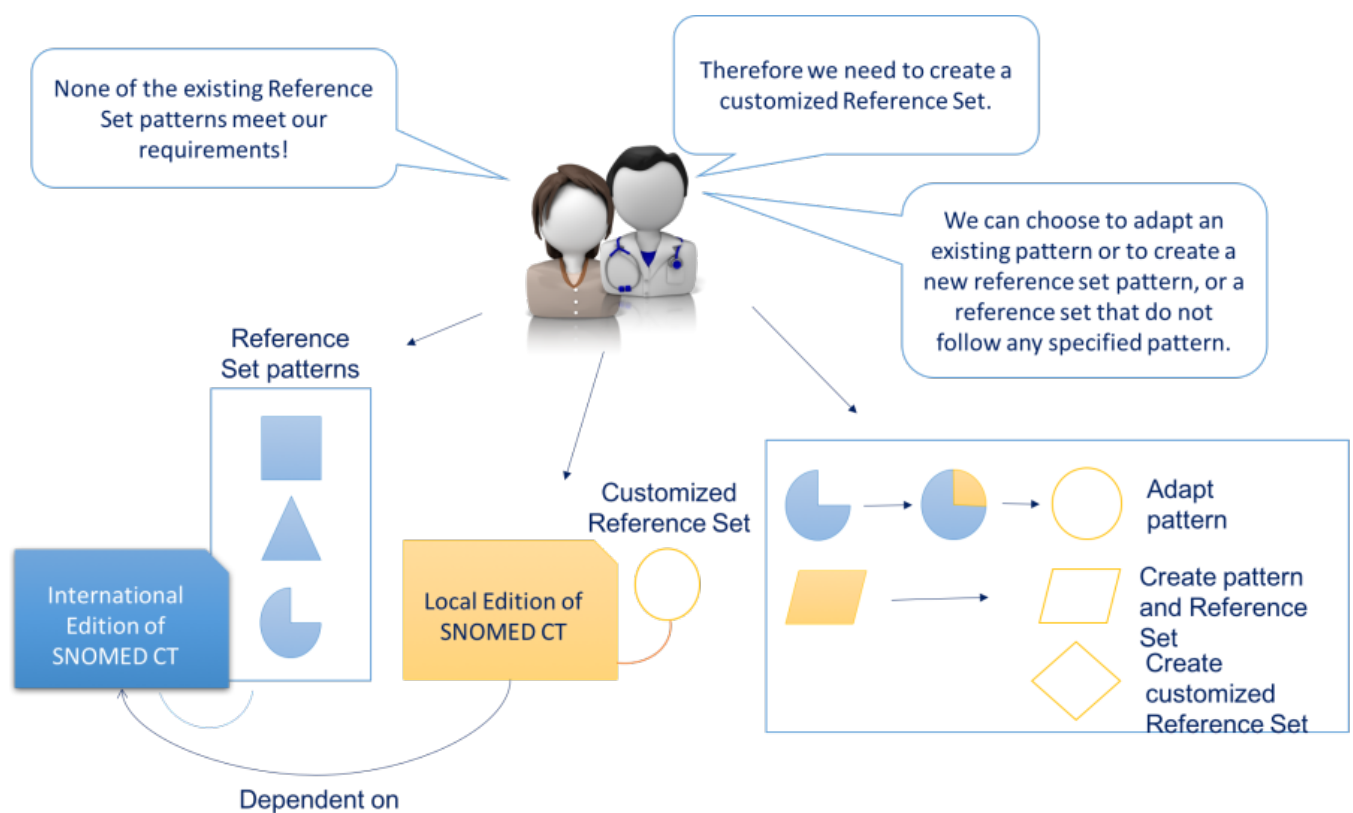 None of the existing Reference
Set patterns meet our
requirements!
Therefore we need to create a
customized Reference Set.
We can choose to adapt an
existing pattern or to create a
new reference set pattern, or a
reference set that do not
follow any specified pattern.
Reference
Set patterns
International
Edition of
SNOMED CT
Local Edition of
SNOMED CT
Customized
Reference Set
Adapt
pattern
Create pattern
and Reference
Set
Create
customized
Reference Set
Dependent on